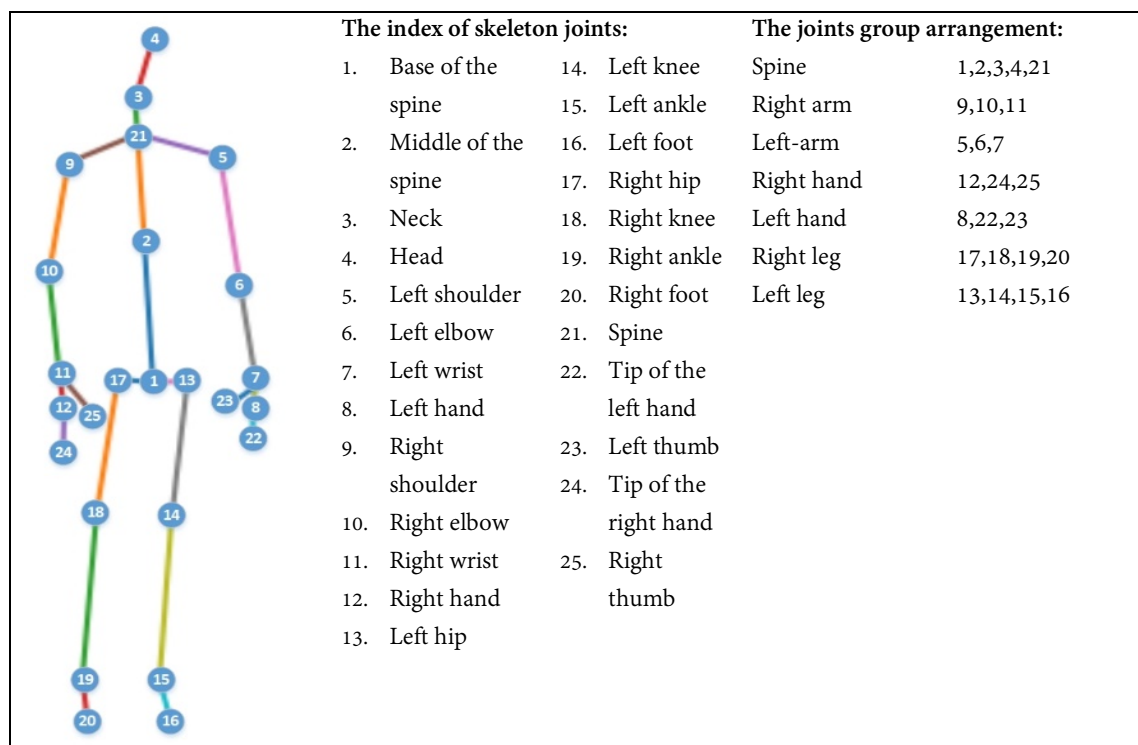 4
3
21
9
5
2
10
6
11
17
1
13
7
23
12
25
8
22
24
18
14
19
15
20
16
The index of skeleton joints:
1. Base of the
spine
2. Middle of the
spine
3. Neck
4. Head
5. Left shoulder
6. Left elbow
7. Left wrist
8. Left hand
9. Right
shoulder
10. Right elbow
11. Right wrist
12. Right hand
13. Left hip
14. Left knee
15. Left ankle
16. Left foot
17. Right hip
18. Right knee
19. Right ankle
20. Right foot
21. Spine
22. Tip of the
left hand
23. Left thumb
24. Tip of the
right hand
25. Right
thumb
The joints group arrangement:
Spine 1,2,3,4,21
Right arm 9,10,11
Left-arm 5,6,7
Right hand 12,24,25
Left hand 8,22,23
Right leg 17,18,19,20
Left leg 13,14,15,16